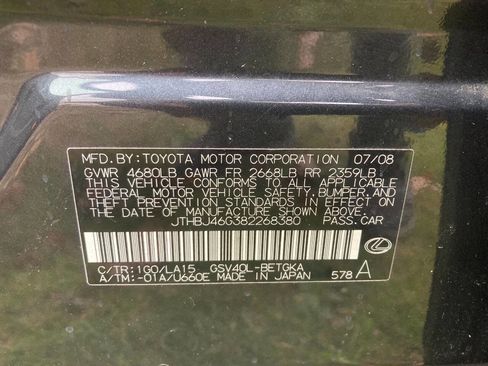 MFD. BY: TOYOTA MOTOR CORPORATION 07/08
GVWR 4680LB GAWR FR 2668LB RR 2359LB
THIS VEHICLE CONFORMS TO ALL APPLICABLE
FEDERAL MOTOR VEHICLE SAFETY, BUMPER, AND
THEFT PREVENTION STANDARDS IN EFFECT ON
THE DATE OF MANUFACTURE SHOWN ABOVE.
JTHBJ46G382268380 PASS.CAR
C/TR:1G0/LA15 GSV40L-BETGKA
A/TM:-01A/U660E MADE IN JAPAN 578 A